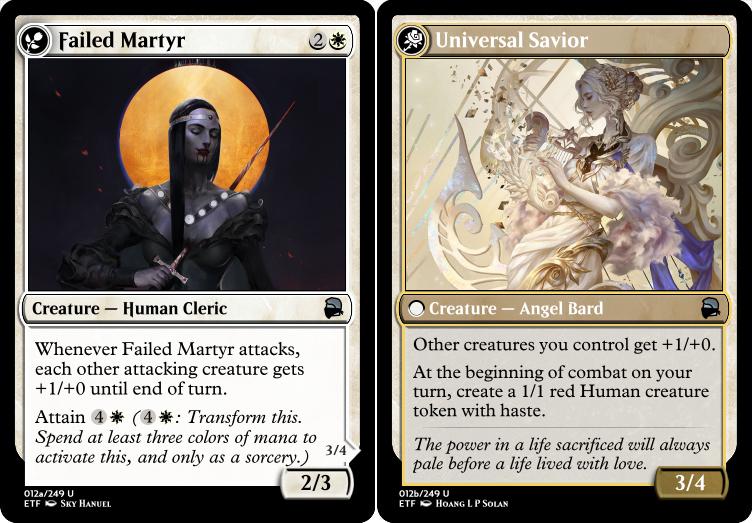 Failed Martyr 2
Creature — Human Cleric
Whenever Failed Martyr attacks,
each other attacking creature gets
+1/+0 until end of turn.
Attain 4 (4: Transform this.
Spend at least three colors of mana to
activate this, and only as a sorcery.)
3/4
2/3
012a/249 U
ETF Sky Hanuel
Universal Savior
Creature — Angel Bard
Other creatures you control get +1/+0.
At the beginning of combat on your
turn, create a 1/1 red Human creature
token with haste.
The power in a life sacrificed will always
pale before a life lived with love.
3/4
012b/249 U
ETF Hoang L P Solan